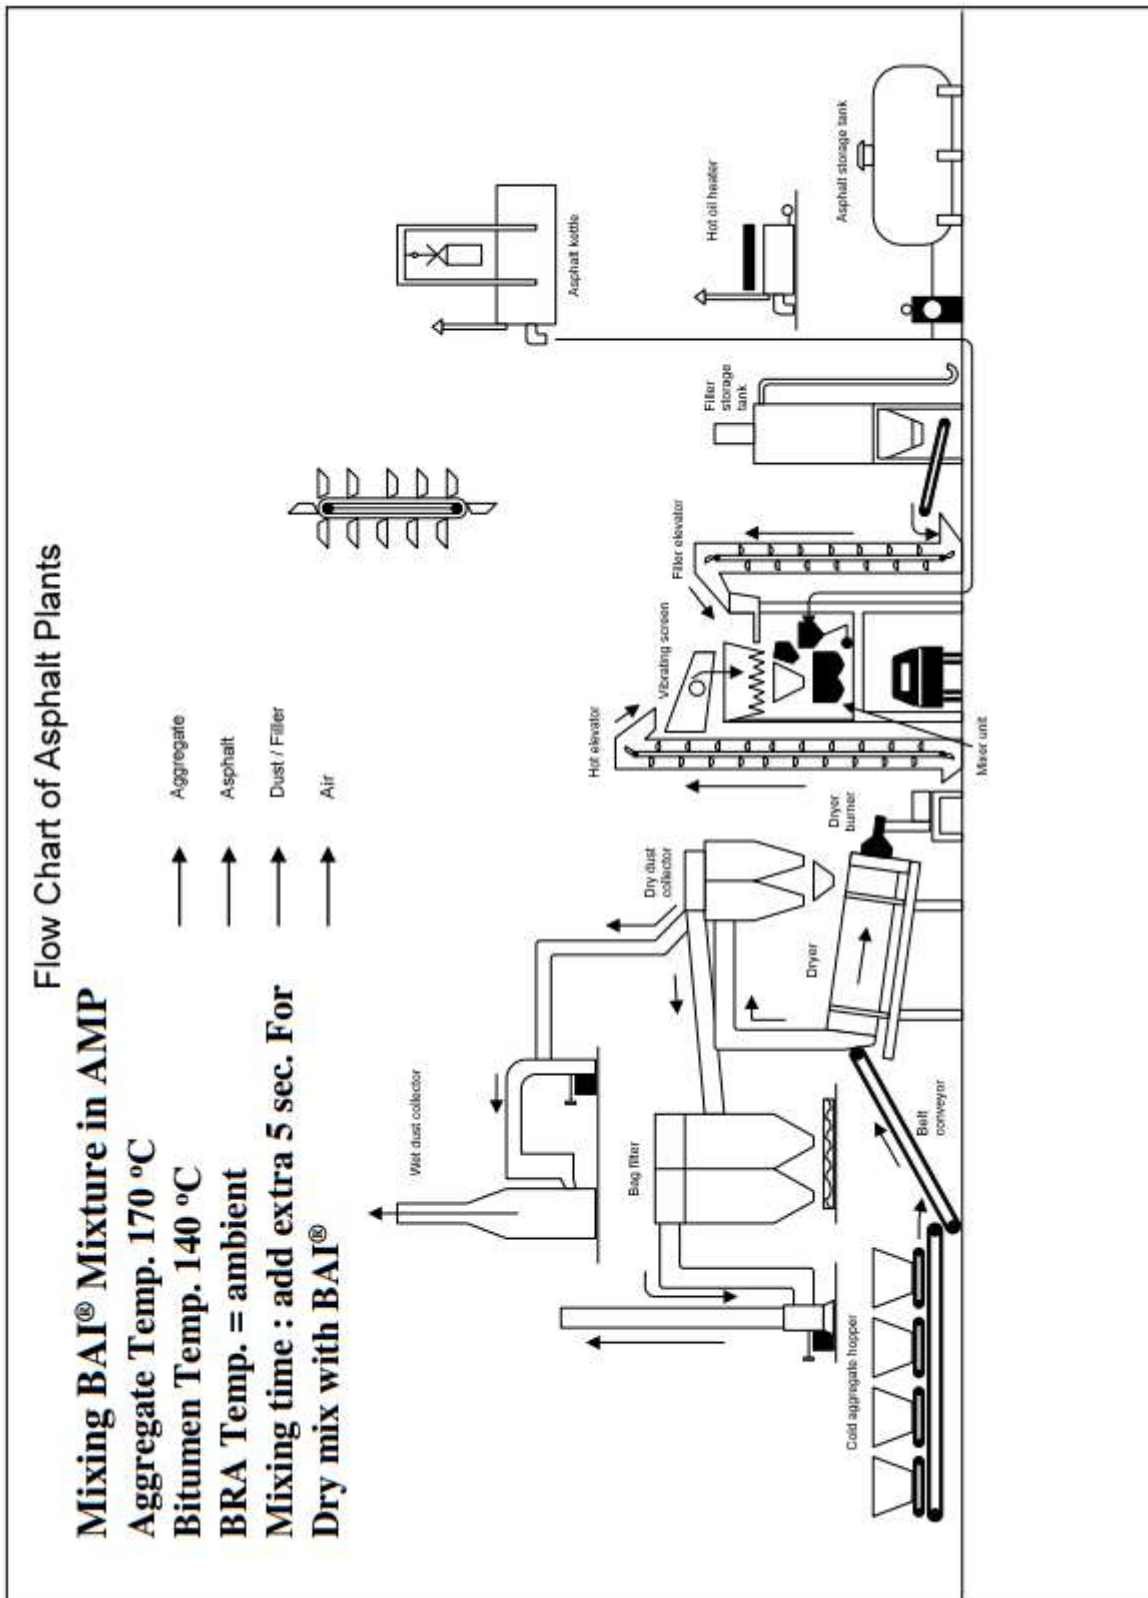 Flow Chart of Asphalt Plants
Mixing BAI® Mixture in AMP
Aggregate Temp. 170 ºC
Bitumen Temp. 140 ºC
BRA Temp. = ambient
Mixing time : add extra 5 sec. For
Dry mix with BAI®
Aggregate
Asphalt
Dust / Filler
Air
Wet dust collector
Bag filter
Cold aggregate hopper
Belt
conveyor
Dryer
Dry dust
collector
Dryer
burner
Hot elevator
Vibrating screen
Mixer unit
Filler elevator
Filler
storage
tank
Asphalt kettle
Hot oil heater
Asphalt storage tank